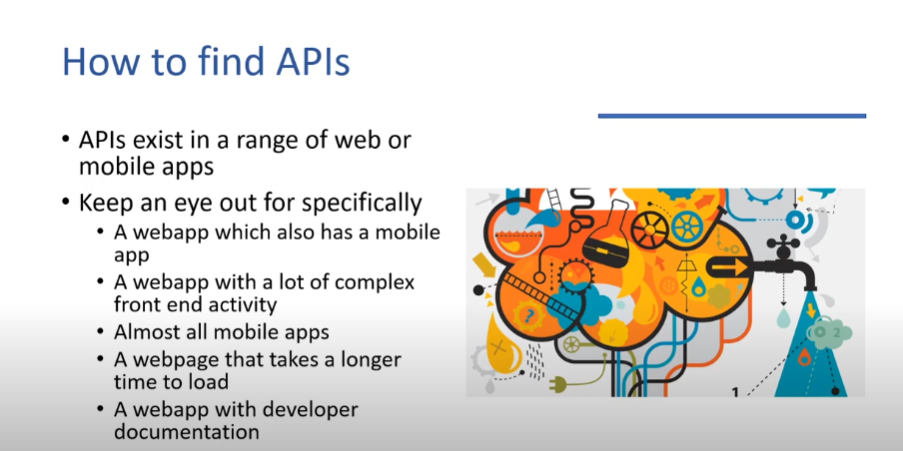 How to find APIs
• APIs exist in a range of web or
mobile apps
• Keep an eye out for specifically
• A webapp which also has a mobile
app
• A webapp with a lot of complex
front end activity
• Almost all mobile apps
• A webpage that takes a longer
time to load
• A webapp with developer
documentation
?
2
1